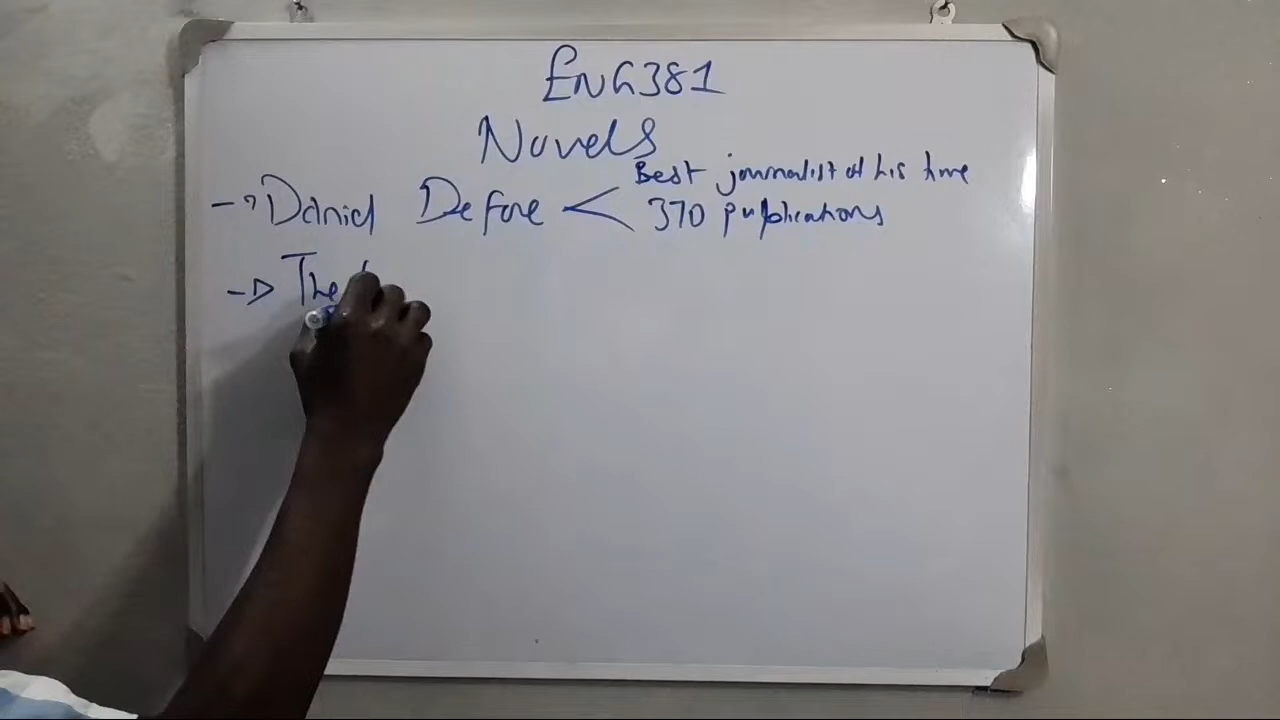 ENG381
Novels
Best journalist of his time
Daniel Defoe
370 publications
The